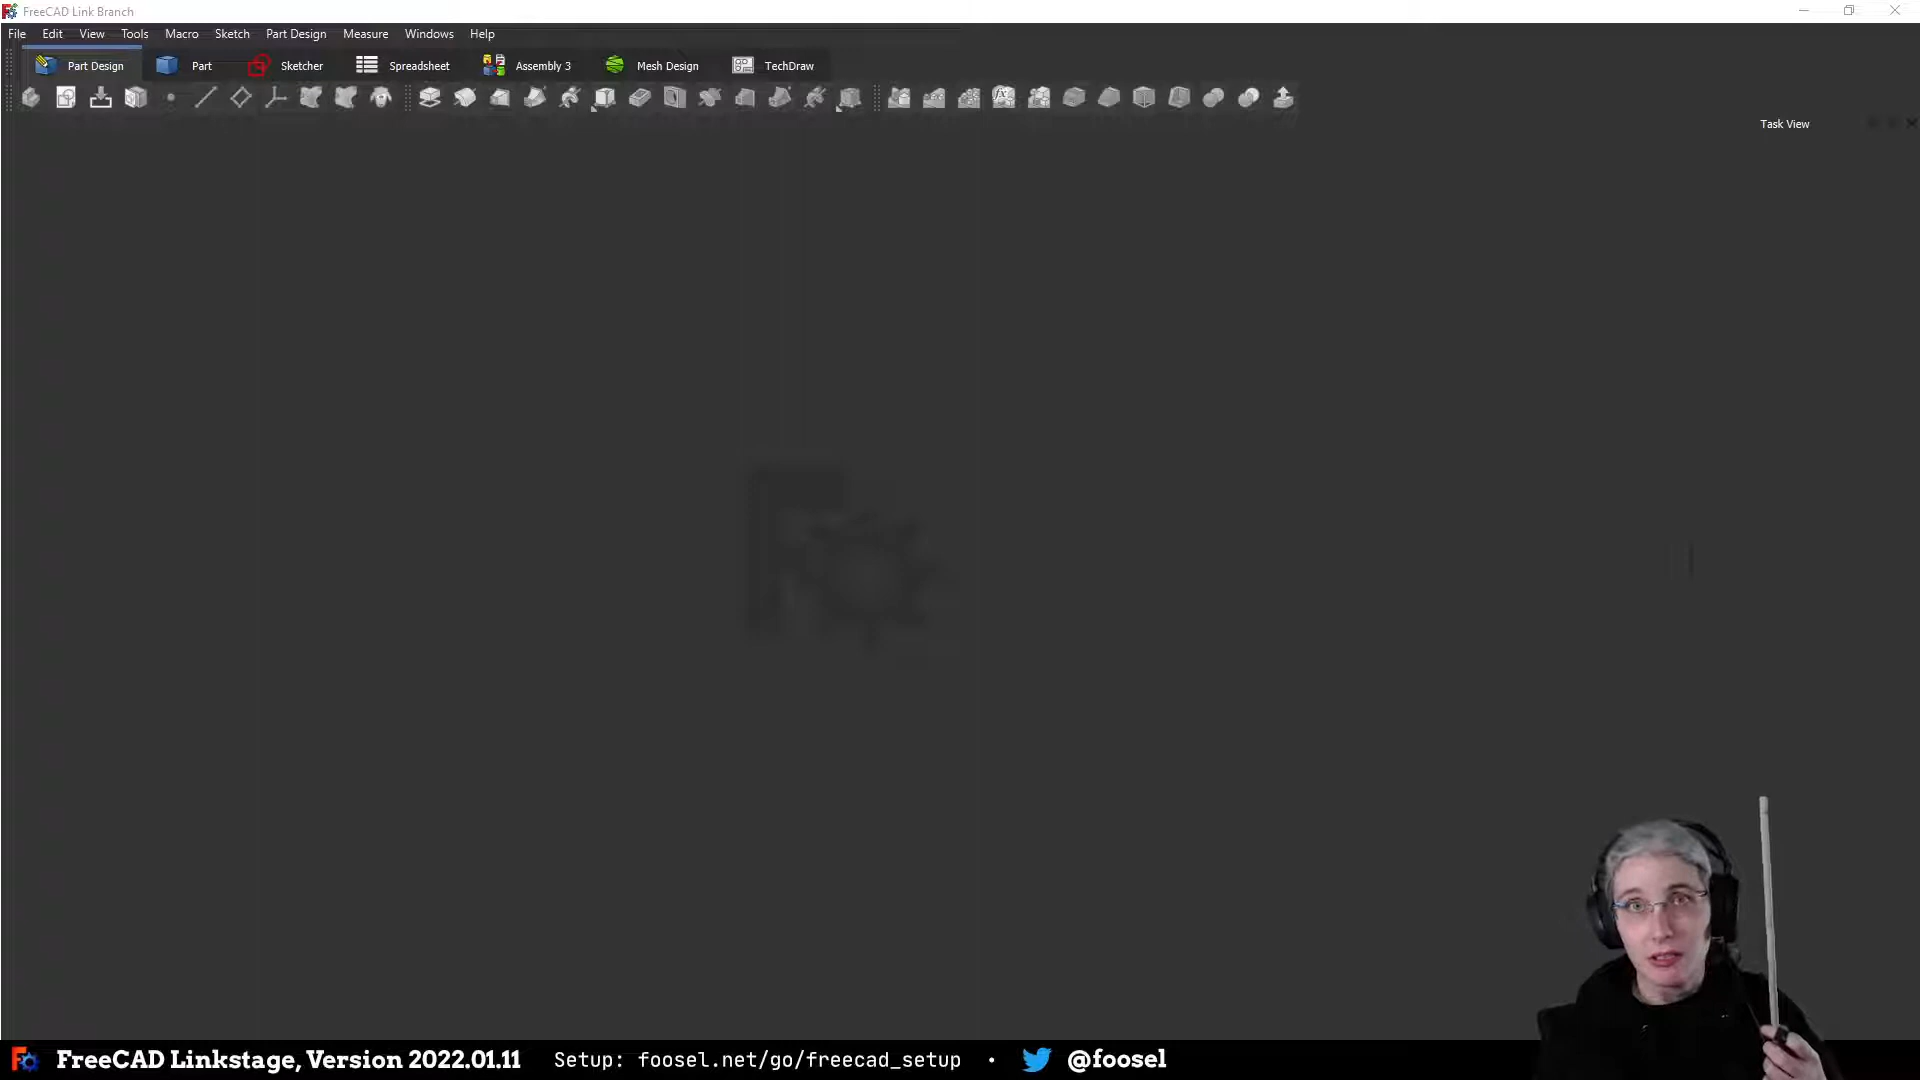 FreeCAD Link Branch
File Edit View Tools Macro Sketch Part Design Measure Windows Help
Part Design Part Sketcher Spreadsheet Assembly 3 Mesh Design TechDraw
Task View
FreeCAD Linkstage, Version 2022.01.11 Setup: foosel.net/go/freecad_setup • @foosel